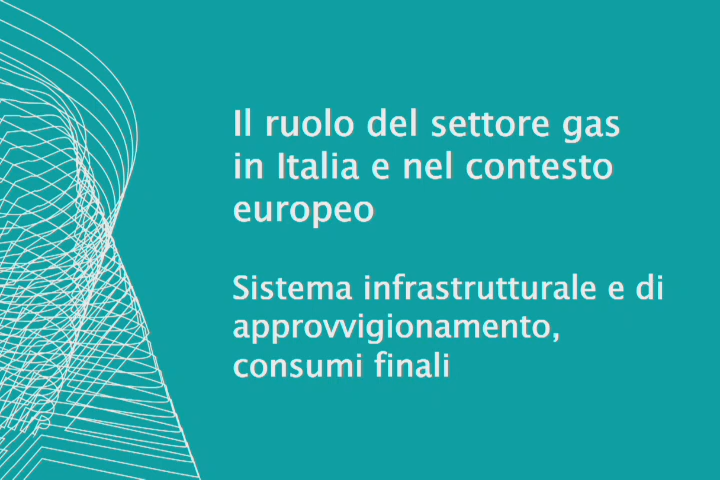 Il ruolo del settore gas
in Italia e nel contesto
europeo
Sistema infrastrutturale e di
approvvigionamento,
consumi finali